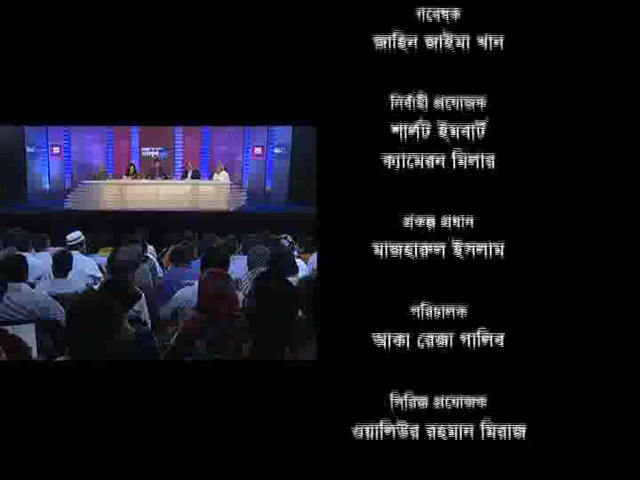 গবেষক
জাহিন জাইমা খান
নির্বাহী প্রযোজক
শার্লট ইমবার্ট
ক্যামেরন মিলার
প্রকল্প প্রধান
মাজহারুল ইসলাম
পরিচালক
আকা রেজা গালিব
সিরিজ প্রযোজক
ওয়ালিউর রহমান মিরাজ